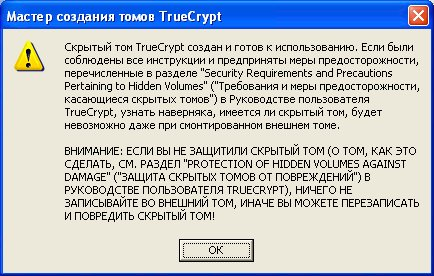 Мастер создания томов TrueCrypt
Скрытый том TrueCrypt создан и готов к использованию. Если были
соблюдены все инструкции и предприняты меры предосторожности,
перечисленные в разделе "Security Requirements and Precautions
Pertaining to Hidden Volumes" ("Требования и меры предосторожности,
касающиеся скрытых томов") в Руководстве пользователя
TrueCrypt, узнать наверняка, имеется ли скрытый том, будет
невозможно даже при смонтированном внешнем томе.
ВНИМАНИЕ: ЕСЛИ ВЫ НЕ ЗАЩИТИЛИ СКРЫТЫЙ ТОМ (О ТОМ, КАК ЭТО
СДЕЛАТЬ, СМ. РАЗДЕЛ "PROTECTION OF HIDDEN VOLUMES AGAINST
DAMAGE" ("ЗАЩИТА СКРЫТЫХ ТОМОВ ОТ ПОВРЕЖДЕНИЙ") В
РУКОВОДСТВЕ ПОЛЬЗОВАТЕЛЯ TRUECRYPT), НИЧЕГО НЕ
ЗАПИСЫВАЙТЕ ВО ВНЕШНИЙ ТОМ, ИНАЧЕ ВЫ МОЖЕТЕ ПЕРЕЗАПИСАТЬ
И ПОВРЕДИТЬ СКРЫТЫЙ ТОМ!
ОК